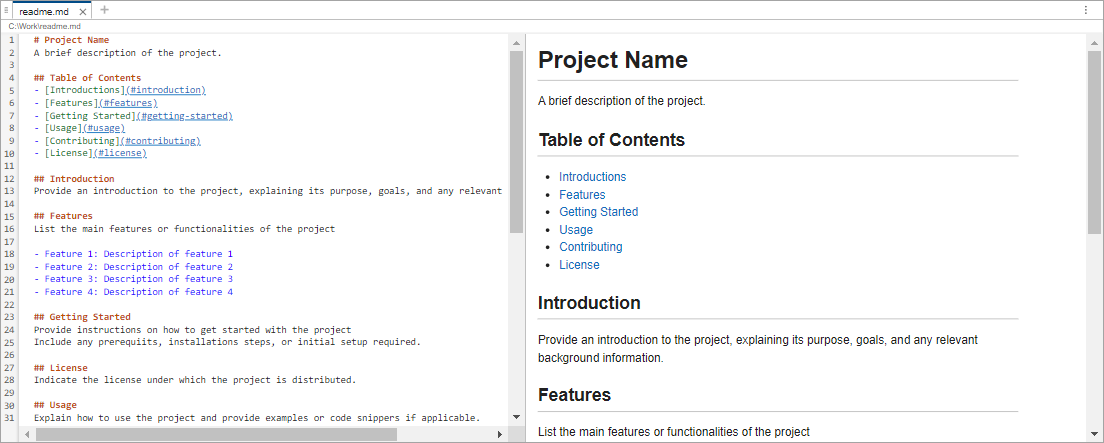 readme.md
C:\Work\readme.md
1 # Project Name
2 A brief description of the project.
3
4 ## Table of Contents
5 - [Introductions](#introduction)
6 - [Features](#features)
7 - [Getting Started](#getting-started)
8 - [Usage](#usage)
9 - [Contributing](#contributing)
10 - [License](#license)
11
12 ## Introduction
13 Provide an introduction to the project, explaining its purpose, goals, and any relevant
14
15 ## Features
16 List the main features or functionalities of the project
17
18 - Feature 1: Description of feature 1
19 - Feature 2: Description of feature 2
20 - Feature 3: Description of feature 3
21 - Feature 4: Description of feature 4
22
23 ## Getting Started
24 Provide instructions on how to get started with the project
25 Include any prerequiits, installations steps, or initial setup required.
26
27 ## License
28 Indicate the license under which the project is distributed.
29
30 ## Usage
31 Explain how to use the project and provide examples or code snippers if applicable.
Project Name
A brief description of the project.
Table of Contents
• Introductions
• Features
• Getting Started
• Usage
• Contributing
• License
Introduction
Provide an introduction to the project, explaining its purpose, goals, and any relevant
background information.
Features
List the main features or functionalities of the project